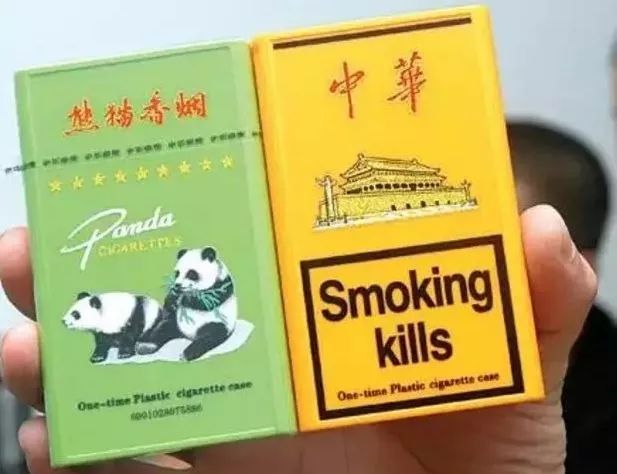 熊猫香烟
Panda
CIGARETTES
One-time Plastic cigarette case
中華
Smoking
kills
One-time Plastic cigarette case